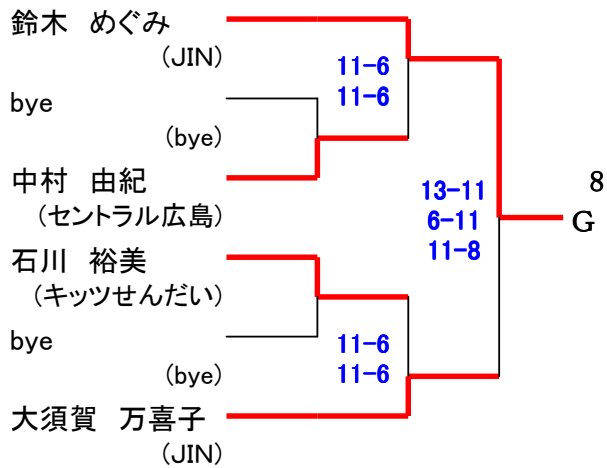 鈴木 めぐみ
(JIN)
bye
(bye)
中村 由紀
(セントラル広島)
石川 裕美
(キッツせんだい)
bye
(bye)
大須賀 万喜子
(JIN)
11-6
11-6
11-6
11-6
13-11
6-11
11-8
8
G